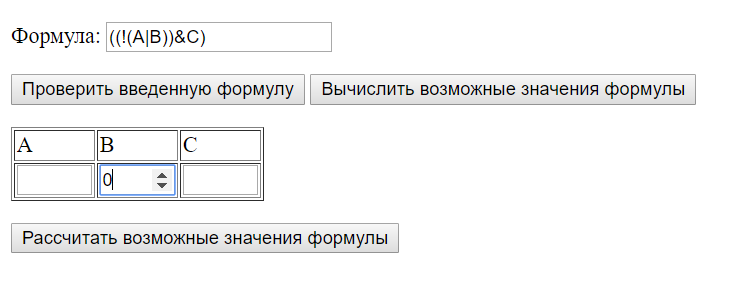 Формула: ((!(A|B))&C)
Проверить введенную формулу Вычислить возможные значения формулы
A B C
0
Рассчитать возможные значения формулы